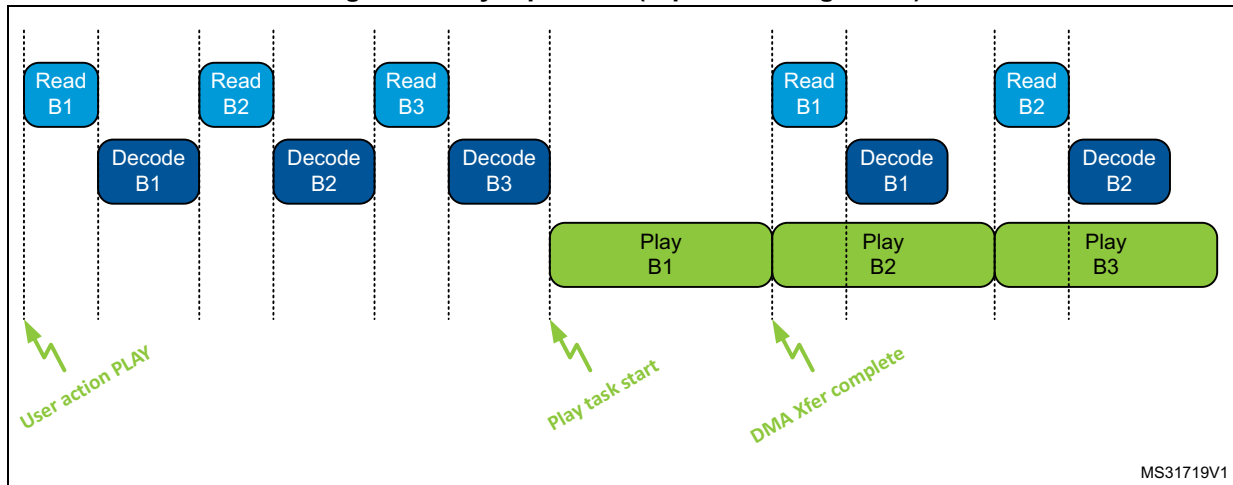 Read
B1
Read
B2
Read
B3
Read
B1
Read
B2
Decode
B1
Decode
B2
Decode
B3
Decode
B1
Decode
B2
Play
B1
Play
B2
Play
B3
User action PLAY
Play task start
DMA Xfer complete
MS31719V1